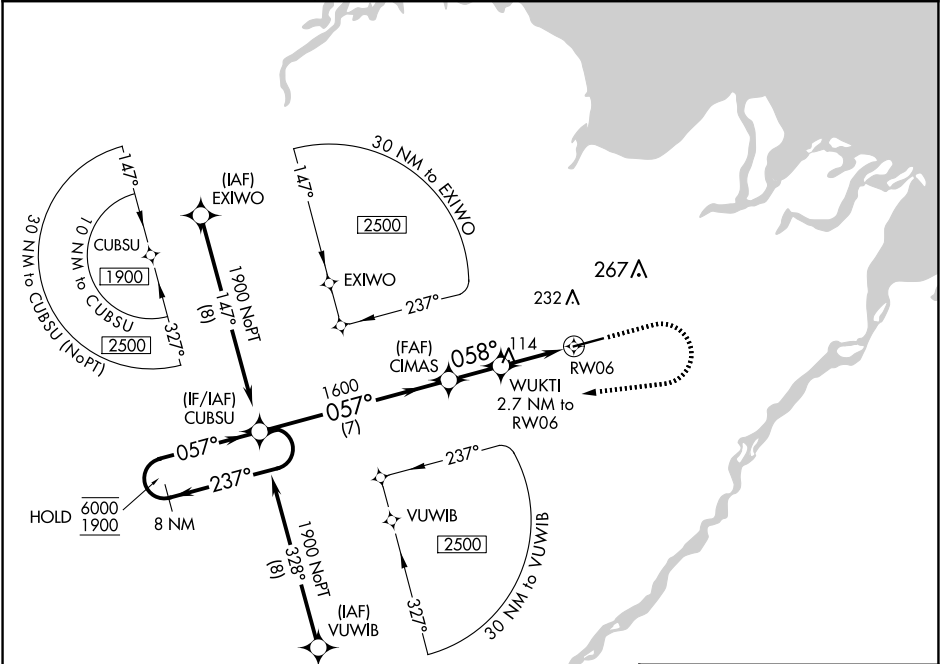 30 NM to EXIWO
147°
2500
EXIWO
237°
147°
CUBSU
1900
10 NM to CUBSU
2500
327°
30 NM to CUBSU (NoPT)
(IAF)
EXIWO
1900 NoPT
147°
(8)
267
232
114
(FAF)
CIMAS
058°
RW06
WUKTI
2.7 NM to
RW06
(IF/IAF)
CUBSU
1600
057°
(7)
057°
237°
HOLD
6000
1900
8 NM
237°
VUWIB
2500
327°
30 NM to VUWIB
1900 NoPT
328°
(8)
(IAF)
VUWIB